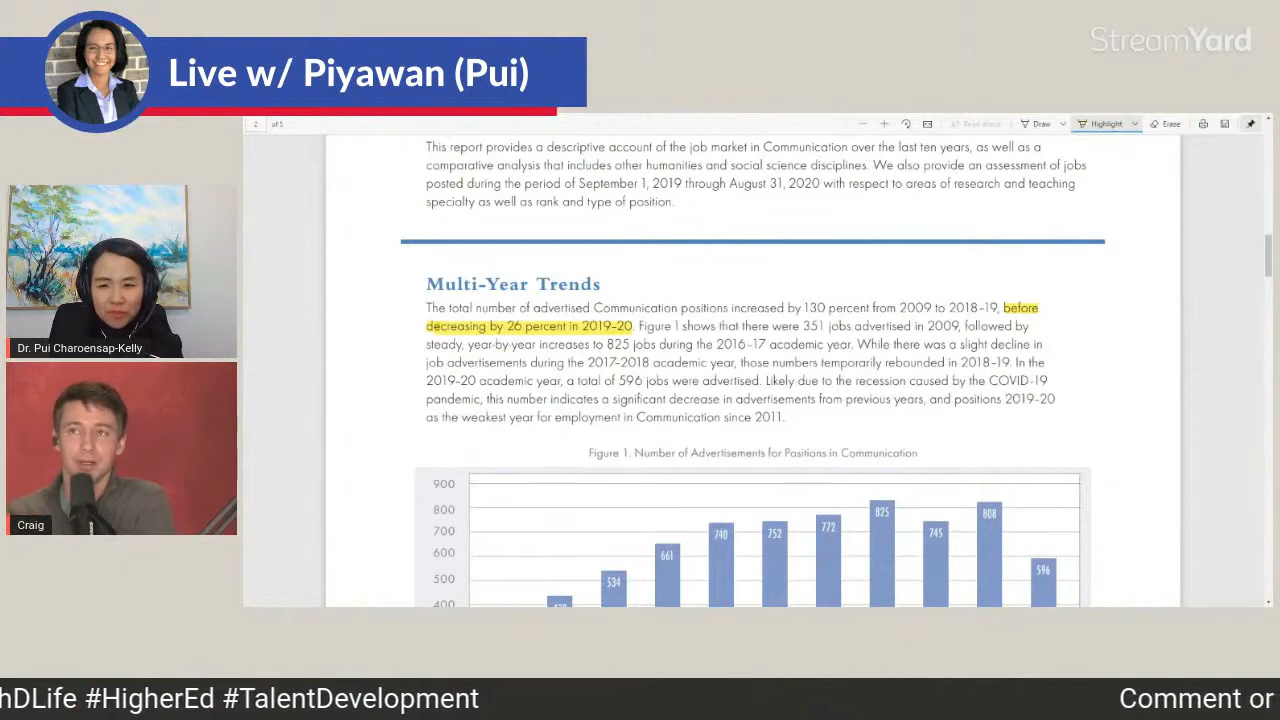 StreamYard
Live w/ Piyawan (Pui)
2 of 5
Draw
Highlight
Erase
This report provides a descriptive account of the job market in Communication over the last ten years, as well as a
comparative analysis that includes other humanities and social science disciplines. We also provide an assessment of jobs
posted during the period of September 1, 2019 through August 31, 2020 with respect to areas of research and teaching
specialty as well as rank and type of position.
Multi-Year Trends
The total number of advertised Communication positions increased by 130 percent from 2009 to 2018-19, before
decreasing by 26 percent in 2019-20. Figure 1 shows that there were 351 jobs advertised in 2009, followed by
steady, year-by-year increases to 825 jobs during the 2016-17 academic year. While there was a slight decline in
job advertisements during the 2017-2018 academic year, those numbers temporarily rebounded in 2018-19. In the
2019-20 academic year, a total of 596 jobs were advertised. Likely due to the recession caused by the COVID-19
pandemic, this number indicates a significant decrease in advertisements from previous years, and positions 2019-20
as the weakest year for employment in Communication since 2011.
Figure 1. Number of Advertisements for Positions in Communication
900
800
700
600
500
400
534
661
740
752
772
825
745
808
596
Dr. Pui Charoensap-Kelly
Craig
hDLife #HigherEd #TalentDevelopment
Comment or